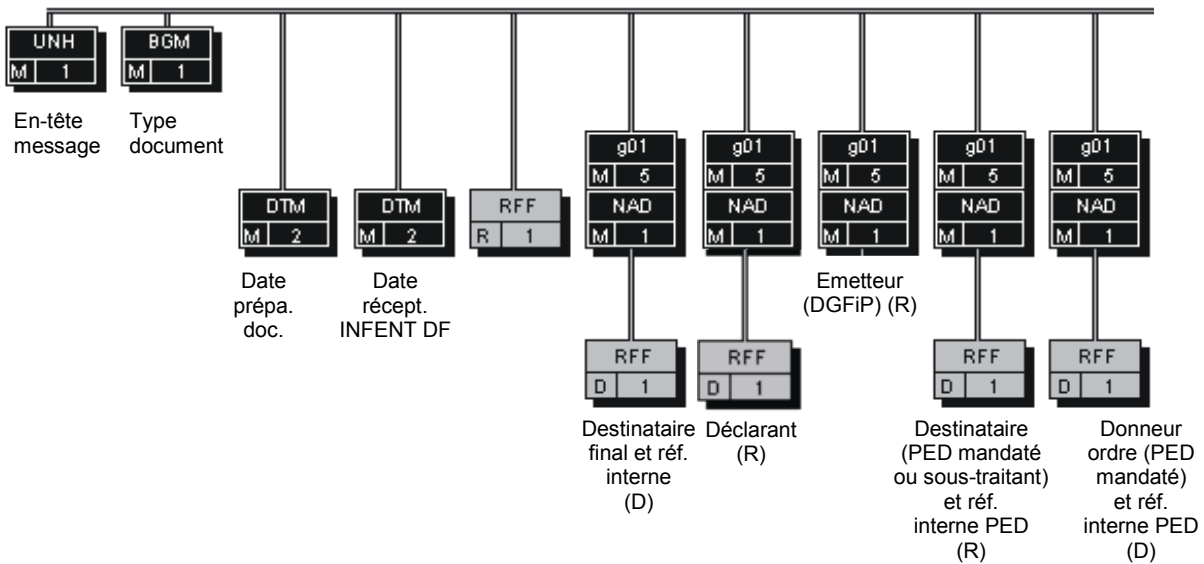 UNH
M 1
En-tête
message
BGM
M 1
Type
document
DTM
M 2
Date
prépa.
doc.
DTM
M 2
Date
récept.
INFENT DF
RFF
R 1
g01
M 5
NAD
M 1
RFF
D 1
Destinataire
final et réf.
interne
(D)
g01
M 5
NAD
M 1
RFF
D 1
Déclarant
(R)
g01
M 5
NAD
M 1
Emetteur
(DGFiP) (R)
g01
M 5
NAD
M 1
RFF
D 1
Destinataire
(PED mandaté
ou sous-traitant)
et réf.
interne PED
(R)
g01
M 5
NAD
M 1
RFF
D 1
Donneur
ordre (PED
mandaté)
et réf.
interne PED
(D)